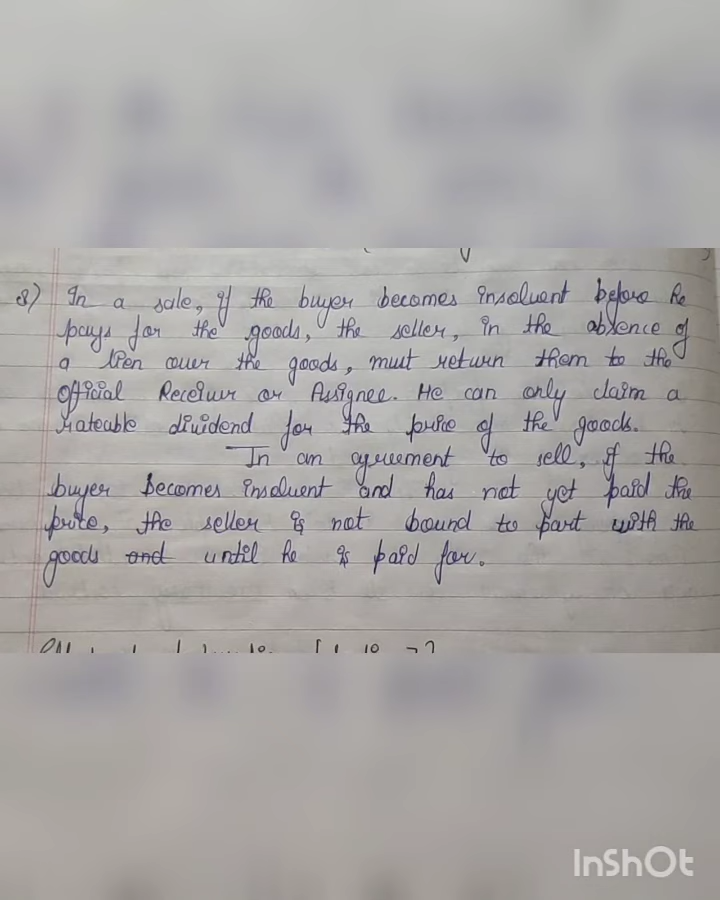 8) In a sale, if the buyer becomes insolvent before he
pays for the goods, the seller, in the absence of
a lien over the goods, must return them to the
Official Receiver or Assignee. He can only claim a
rateable dividend for the price of the goods.
In an agreement to sell, if the
buyer becomes insolvent and has not yet paid the
price, the seller is not bound to part with the
goods and until he is paid for.
InShOt